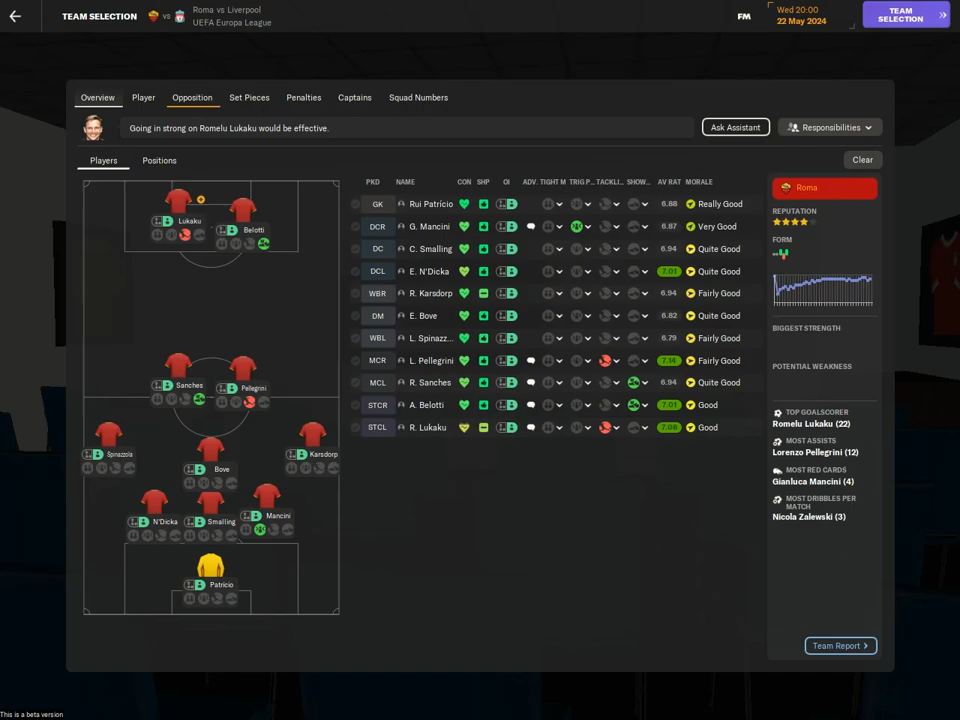 TEAM SELECTION
vs
Roma vs Liverpool
UEFA Europa League
FM
Wed 20:00
22 May 2024
TEAM
SELECTION
Overview Player Opposition Set Pieces Penalties Captains Squad Numbers
Going in strong on Romelu Lukaku would be effective.
Ask Assistant
Responsibilities
Players Positions
Clear
Lukaku
Belotti
Sanches
Pellegrini
Spinazzola
Karsdorp
Bove
N'Dicka
Smalling
Mancini
Patrício
PKD NAME CON SHP OI ADV. TIGHT M TRIG P... TACKLI... SHOW... AV RAT MORALE
GK Rui Patrício 6.88 Really Good
DCR G. Mancini 6.87 Very Good
DC C. Smalling 6.94 Quite Good
DCL E. N'Dicka 7.01 Quite Good
WBR R. Karsdorp 6.94 Fairly Good
DM E. Bove 6.82 Quite Good
WBL L. Spinazz... 6.79 Fairly Good
MCR L. Pellegrini 7.14 Fairly Good
MCL R. Sanches 6.94 Quite Good
STCR A. Belotti 7.01 Good
STCL R. Lukaku 7.08 Good
Roma
REPUTATION
FORM
BIGGEST STRENGTH
POTENTIAL WEAKNESS
TOP GOALSCORER
Romelu Lukaku (22)
MOST ASSISTS
Lorenzo Pellegrini (12)
MOST RED CARDS
Gianluca Mancini (4)
MOST DRIBBLES PER
MATCH
Nicola Zalewski (3)
Team Report
This is a beta version